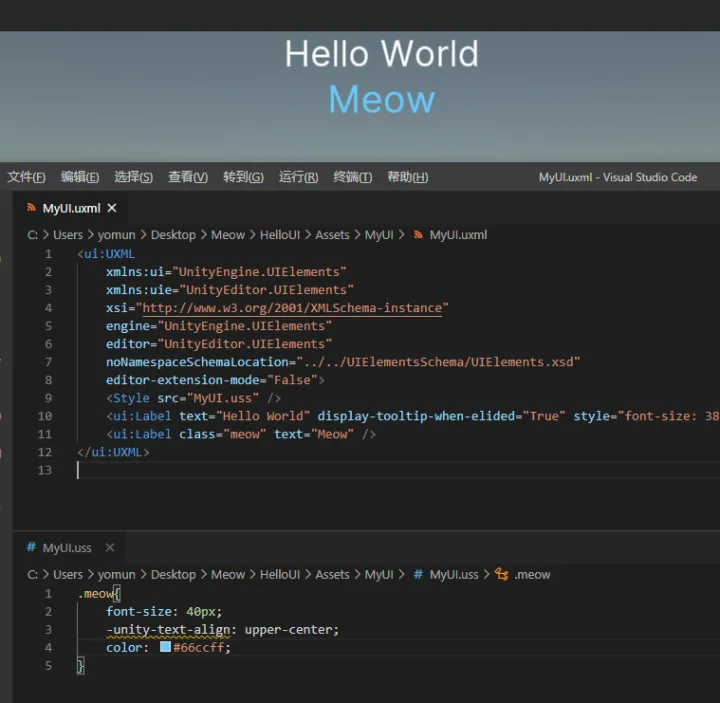 Hello World
Meow
文件(F) 编辑(E) 选择(S) 查看(V) 转到(G) 运行(R) 终端(T) 帮助(H) MyUI.uxml - Visual Studio Code
MyUI.uxml
C: > Users > yomun > Desktop > Meow > HelloUI > Assets > MyUI > MyUI.uxml
1 <ui:UXML
2 xmlns:ui="UnityEngine.UIElements"
3 xmlns:uie="UnityEditor.UIElements"
4 xsi="http://www.w3.org/2001/XMLSchema-instance"
5 engine="UnityEngine.UIElements"
6 editor="UnityEditor.UIElements"
7 noNamespaceSchemaLocation="../../UIElementsSchema/UIElements.xsd"
8 editor-extension-mode="False">
9 <Style src="MyUI.uss" />
10 <ui:Label text="Hello World" display-tooltip-when-elided="True" style="font-size: 38
11 <ui:Label class="meow" text="Meow" />
12 </ui:UXML>
13
# MyUI.uss
C: > Users > yomun > Desktop > Meow > HelloUI > Assets > MyUI > # MyUI.uss > .meow
1 .meow{
2 font-size: 40px;
3 -unity-text-align: upper-center;
4 color: #66ccff;
5 }